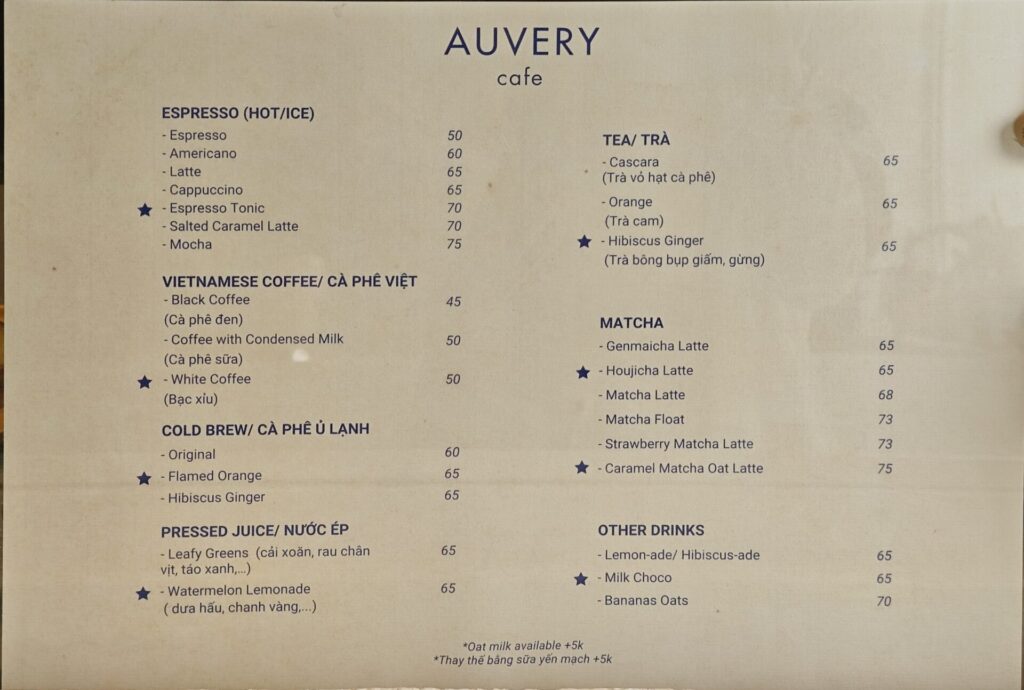 AUVERY
cafe
ESPRESSO (HOT/ICE)
- Espresso 50
- Americano 60
- Latte 65
- Cappuccino 65
★ - Espresso Tonic 70
- Salted Caramel Latte 70
- Mocha 75
VIETNAMESE COFFEE/ CÀ PHÊ VIỆT
- Black Coffee 45
(Cà phê đen)
- Coffee with Condensed Milk 50
(Cà phê sữa)
★ - White Coffee 50
(Bạc xỉu)
COLD BREW/ CÀ PHÊ Ủ LẠNH
- Original 60
★ - Flamed Orange 65
- Hibiscus Ginger 65
PRESSED JUICE/ NƯỚC ÉP
- Leafy Greens (cải xoăn, rau chân 65
vịt, táo xanh,...)
★ - Watermelon Lemonade 65
( dưa hấu, chanh vàng,...)
TEA/ TRÀ
- Cascara 65
(Trà vỏ hạt cà phê)
- Orange 65
(Trà cam)
★ - Hibiscus Ginger 65
(Trà bông bụp giấm, gừng)
MATCHA
- Genmaicha Latte 65
★ - Houjicha Latte 65
- Matcha Latte 68
- Matcha Float 73
- Strawberry Matcha Latte 73
★ - Caramel Matcha Oat Latte 75
OTHER DRINKS
- Lemon-ade/ Hibiscus-ade 65
★ - Milk Choco 65
- Bananas Oats 70
*Oat milk available +5k
*Thay thế bằng sữa yến mạch +5k